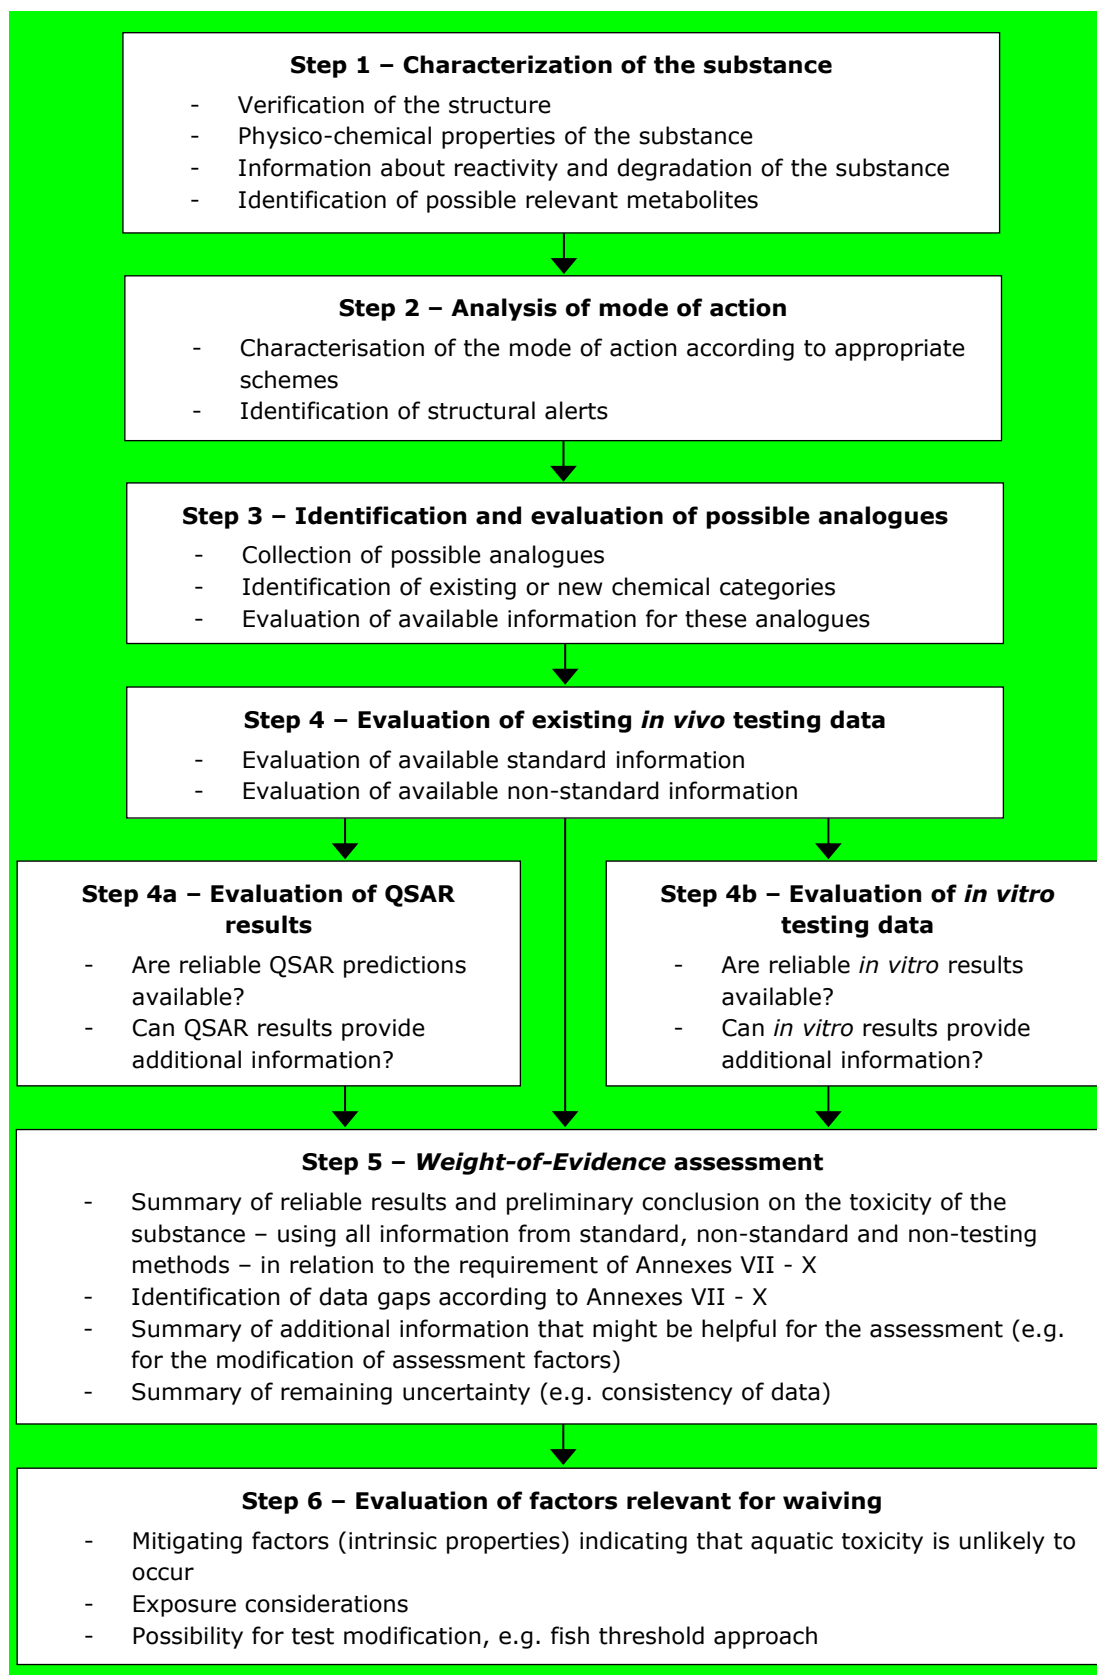 Step 1 – Characterization of the substance
- Verification of the structure
- Physico-chemical properties of the substance
- Information about reactivity and degradation of the substance
- Identification of possible relevant metabolites
Step 2 – Analysis of mode of action
- Characterisation of the mode of action according to appropriate
schemes
- Identification of structural alerts
Step 3 – Identification and evaluation of possible analogues
- Collection of possible analogues
- Identification of existing or new chemical categories
- Evaluation of available information for these analogues
Step 4 – Evaluation of existing in vivo testing data
- Evaluation of available standard information
- Evaluation of available non-standard information
Step 4a – Evaluation of QSAR
results
- Are reliable QSAR predictions
available?
- Can QSAR results provide
additional information?
Step 4b – Evaluation of in vitro
testing data
- Are reliable in vitro results
available?
- Can in vitro results provide
additional information?
Step 5 – Weight-of-Evidence assessment
- Summary of reliable results and preliminary conclusion on the toxicity of the
substance – using all information from standard, non-standard and non-testing
methods – in relation to the requirement of Annexes VII - X
- Identification of data gaps according to Annexes VII - X
- Summary of additional information that might be helpful for the assessment (e.g.
for the modification of assessment factors)
- Summary of remaining uncertainty (e.g. consistency of data)
Step 6 – Evaluation of factors relevant for waiving
- Mitigating factors (intrinsic properties) indicating that aquatic toxicity is unlikely to
occur
- Exposure considerations
- Possibility for test modification, e.g. fish threshold approach